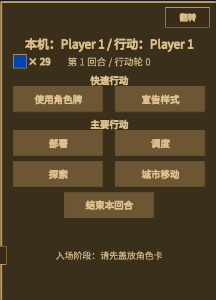 翻转
本机：Player 1 / 行动：Player 1
× 29 第 1 回合 / 行动轮 0
快速行动
使用角色牌 宣告样式
主要行动
部署 调度
探索 城市移动
结束本回合
入场阶段：请先盖放角色卡